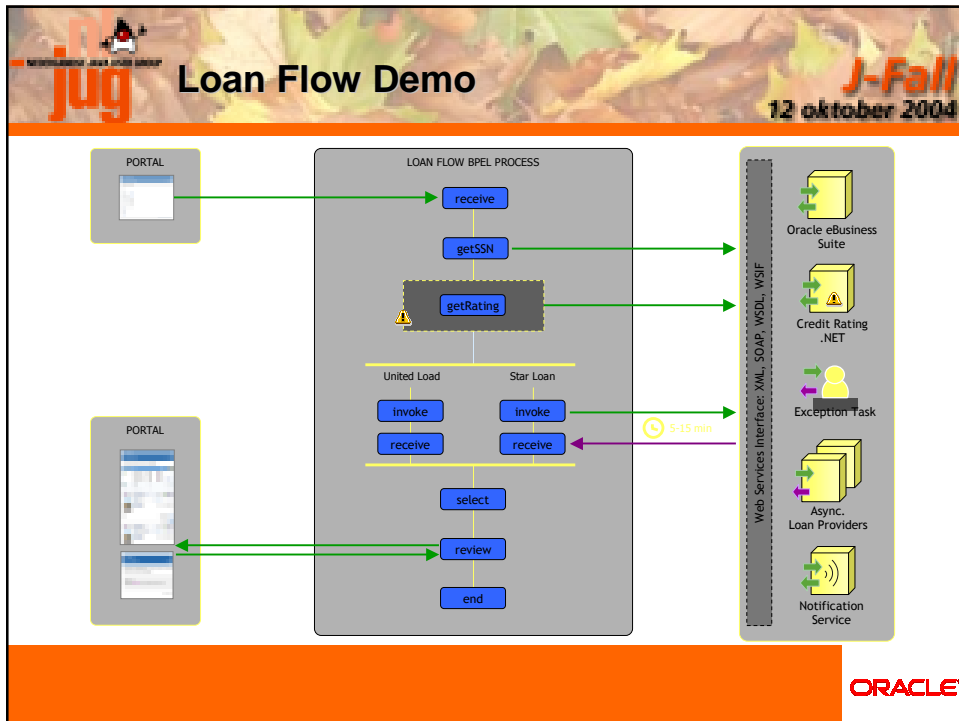 n
jug
Loan Flow Demo
J-Fall
12 oktober 2004
PORTAL
LOAN FLOW BPEL PROCESS
receive
getSSN
getRating
United Load
Star Loan
invoke
invoke
receive
receive
5-15 min
select
review
end
PORTAL
Web Services Interface: XML, SOAP, WSDL, WSIF
Oracle eBusiness
Suite
Credit Rating
.NET
Exception Task
Async.
Loan Providers
Notification
Service
ORACLE